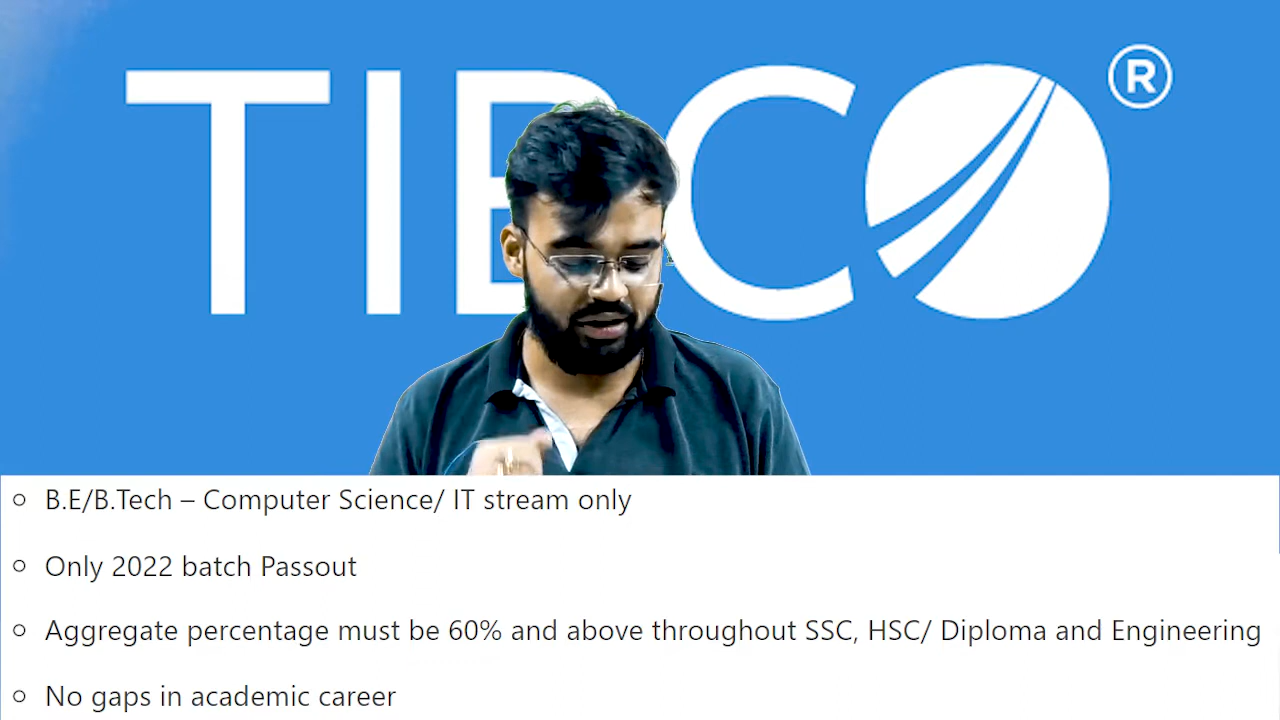 TIBCO®
B.E/B.Tech – Computer Science/ IT stream only
Only 2022 batch Passout
Aggregate percentage must be 60% and above throughout SSC, HSC/ Diploma and Engineering
No gaps in academic career